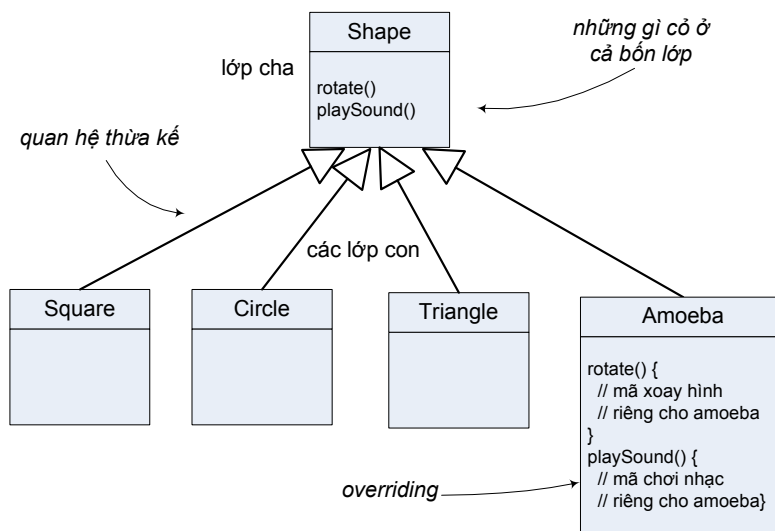 Shape
lớp cha
rotate()
playSound()
những gì cỏ ở
cả bốn lớp
quan hệ thừa kế
các lớp con
Square
Circle
Triangle
Amoeba
rotate() {
// mã xoay hình
// riêng cho amoeba
}
playSound() {
// mã chơi nhạc
// riêng cho amoeba}
overriding